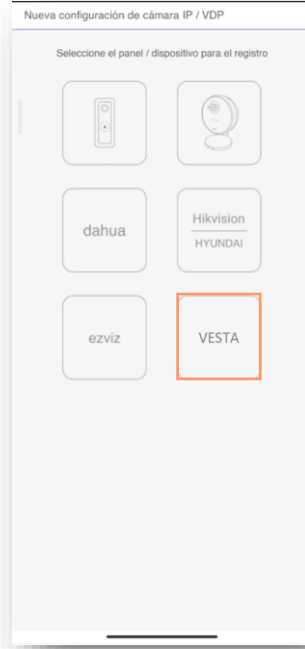 Nueva configuración de cámara IP / VDP
Seleccione el panel / dispositivo para el registro
dahua
Hikvision
HYUNDAI
ezviz
VESTA